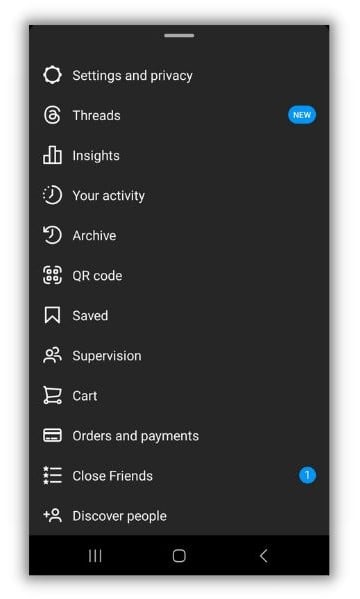 Settings and privacy
Threads NEW
Insights
Your activity
Archive
QR code
Saved
Supervision
Cart
Orders and payments
Close Friends 1
Discover people